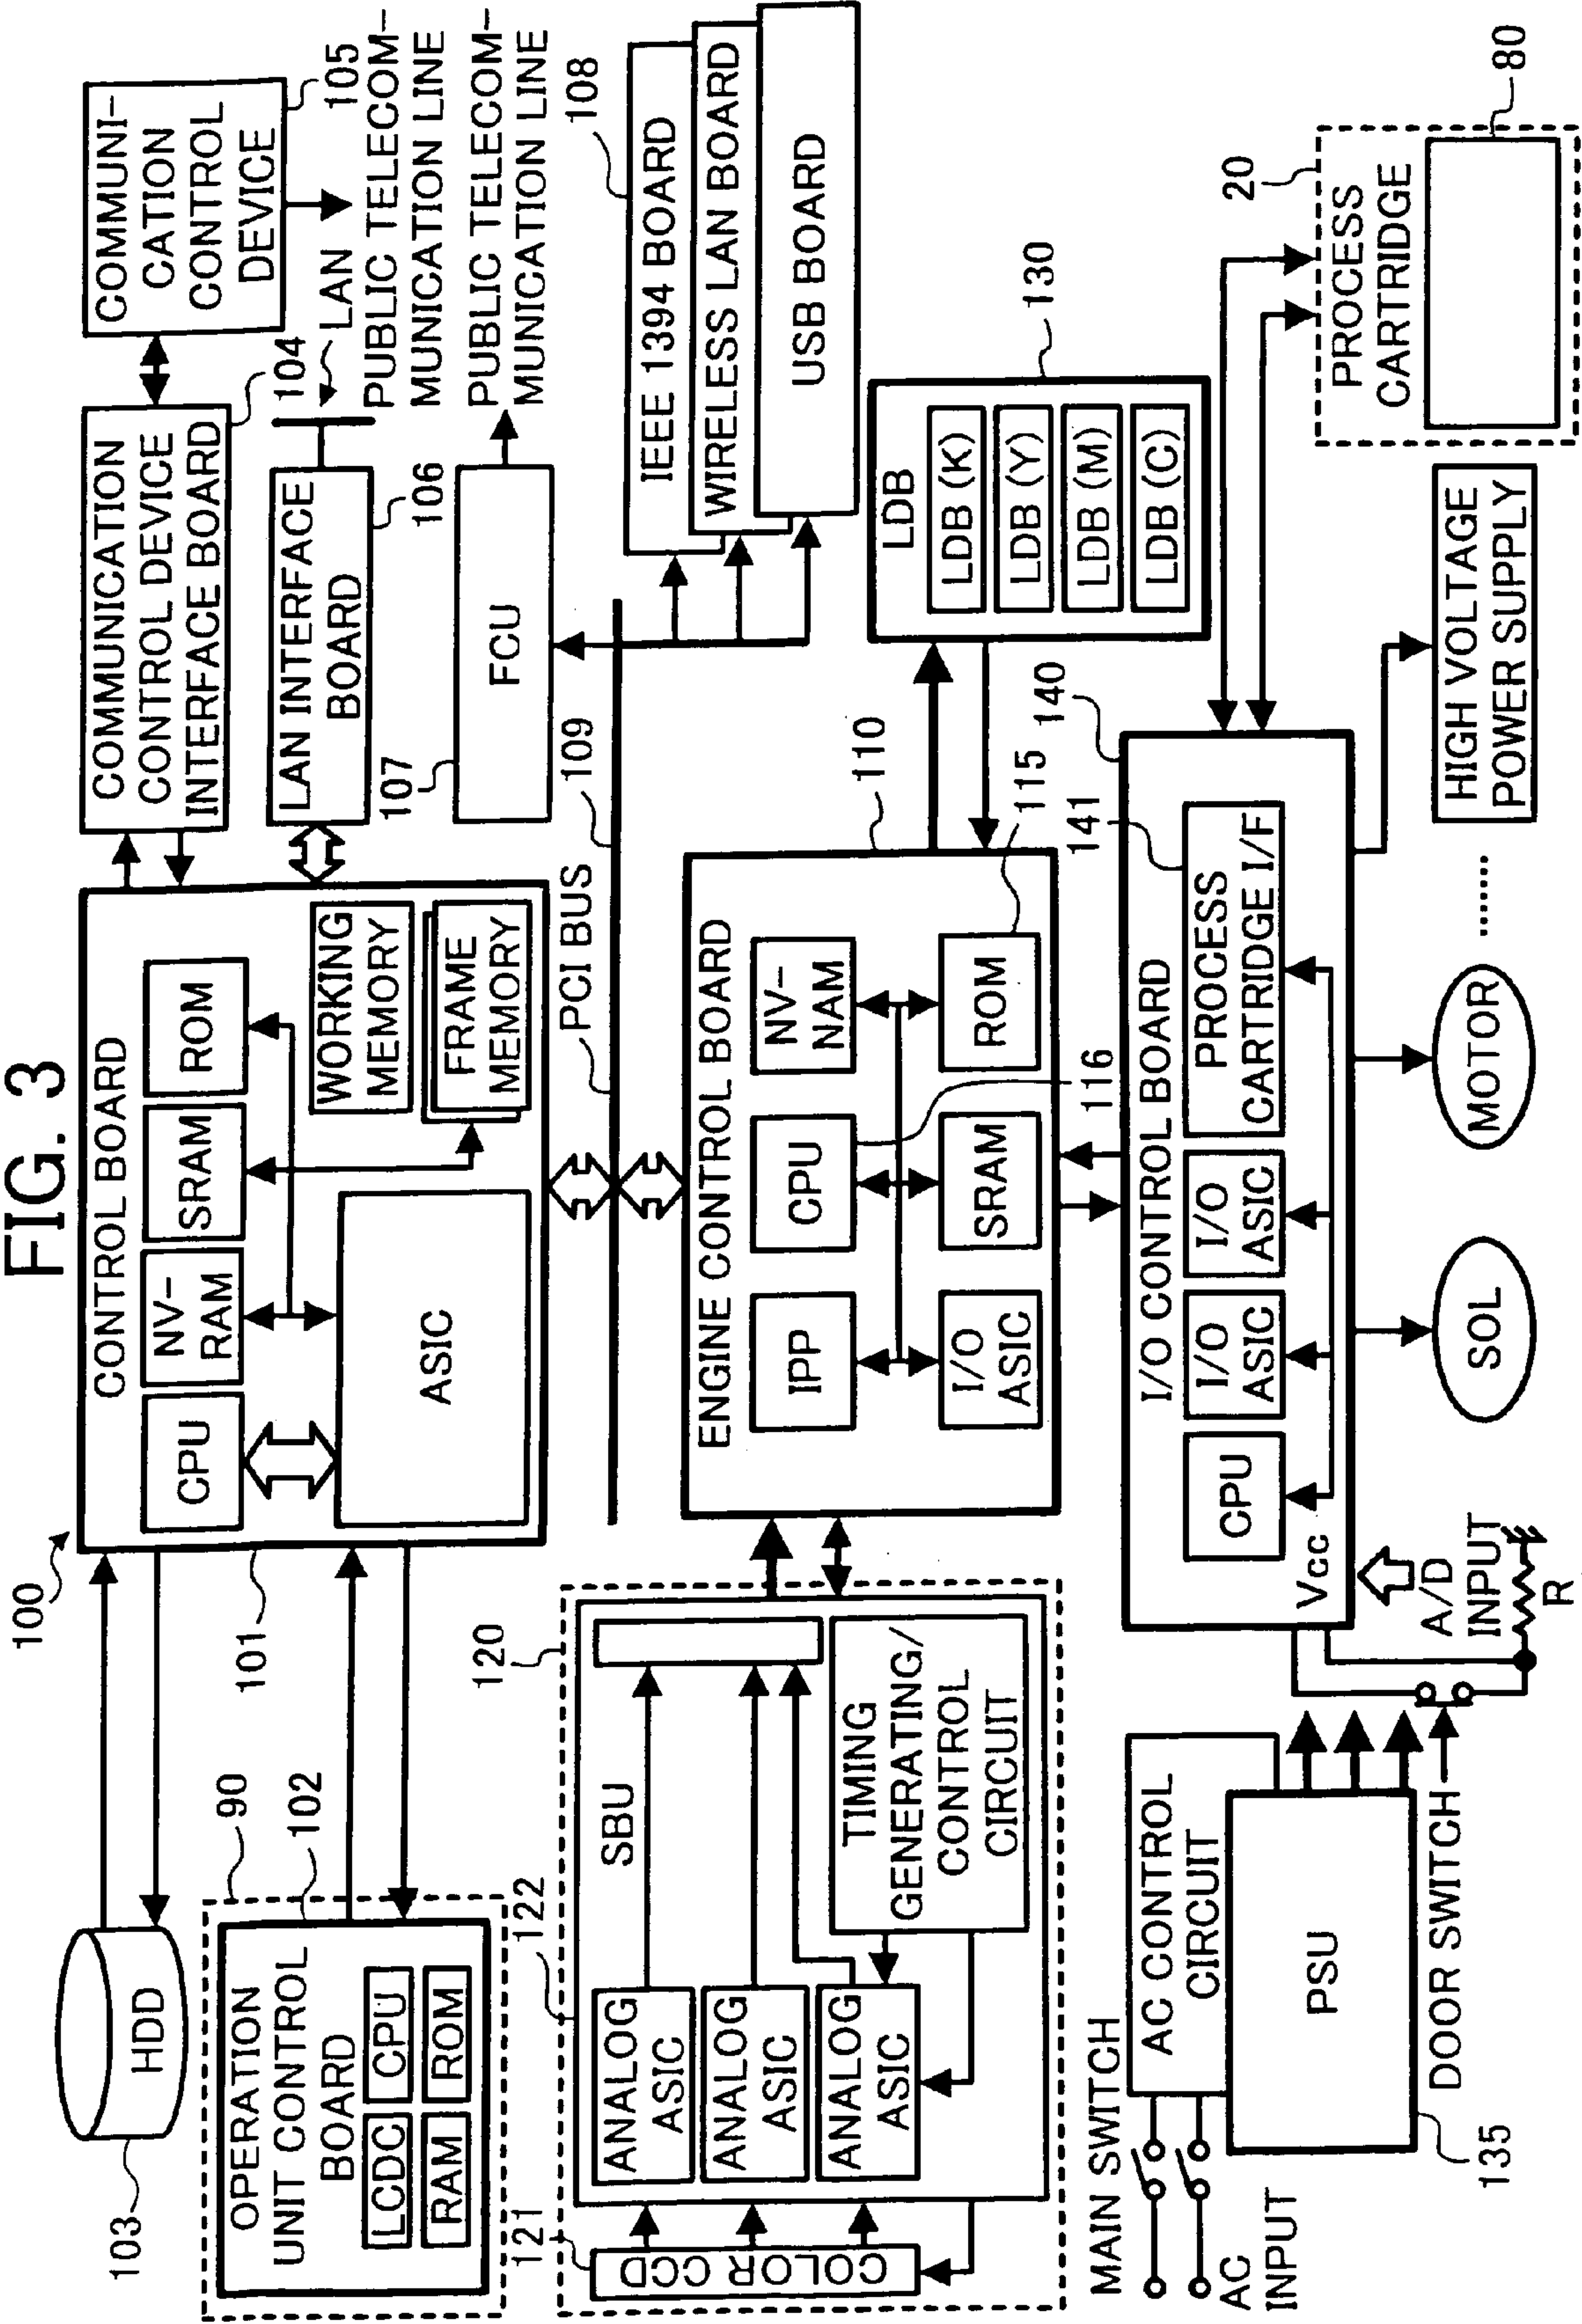 FIG. 3
100
CONTROL BOARD
101
CPU
NV-
RAM
SRAM
ROM
ASIC
WORKING
MEMORY
FRAME
MEMORY
HDD
103
90
102
OPERATION
UNIT CONTROL
BOARD
LCDC
CPU
RAM
ROM
COMMUNICATION
CONTROL DEVICE
INTERFACE BOARD
104
COMMUNI-
CATION
CONTROL
DEVICE
105
LAN INTERFACE
BOARD
106
LAN
PUBLIC TELECOM-
MUNICATION LINE
FCU
107
PUBLIC TELECOM-
MUNICATION LINE
IEEE 1394 BOARD
WIRELESS LAN BOARD
USB BOARD
108
PCI BUS
109
110
ENGINE CONTROL BOARD
IPP
CPU
NV-
NAM
I/O
ASIC
SRAM
ROM
115
116
120
SBU
122
ANALOG
ASIC
ANALOG
ASIC
ANALOG
ASIC
TIMING
GENERATING/
CONTROL
CIRCUIT
121
COLOR CCD
LDB
LDB (K)
LDB (Y)
LDB (M)
LDB (C)
130
140
I/O CONTROL BOARD
CPU
I/O
ASIC
I/O
ASIC
PROCESS
CARTRIDGE I/F
141
Vcc
A/D
INPUT
R
20
PROCESS
CARTRIDGE
80
HIGH VOLTAGE
POWER SUPPLY
MOTOR
.......
SOL
MAIN SWITCH
AC
INPUT
AC CONTROL
CIRCUIT
PSU
135
DOOR SWITCH